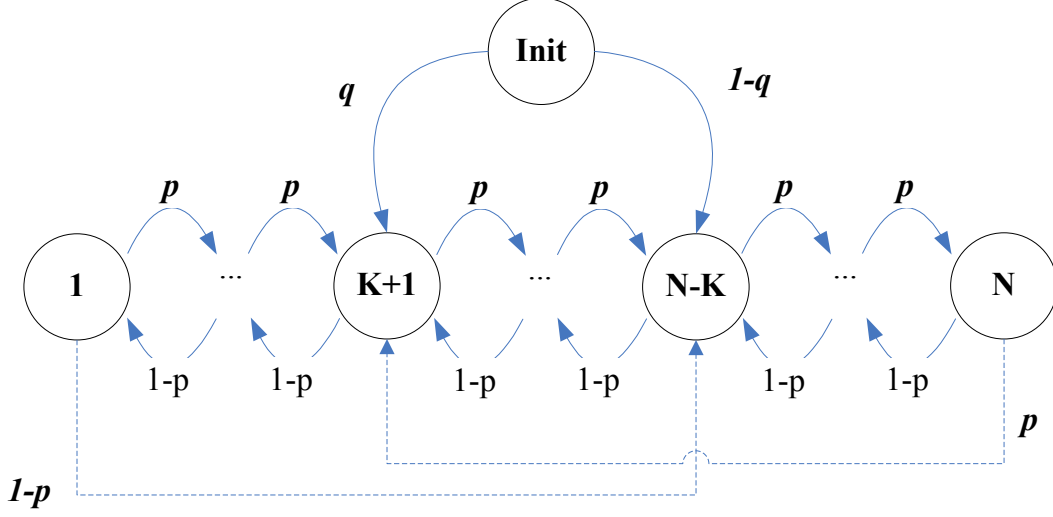 Init
q
1-q
p p p p p p
1 ... K+1 ... N-K ... N
1-p 1-p 1-p 1-p 1-p 1-p
p
1-p